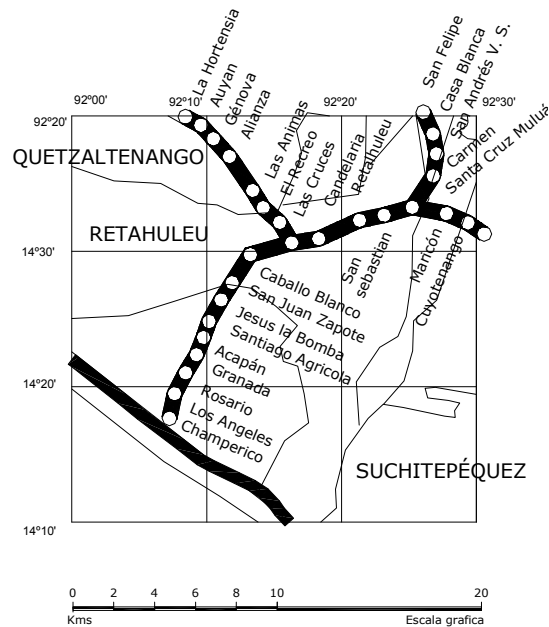 La Hortensia
Auyan
Génova
Alianza
Las Animas
El Recreo
Las Cruces
Candelaria
Retalhuleu
San Felipe
Casa Blanca
San Andrés V. S.
Carmen
Santa Cruz Muluá
92°00'
92°10'
92°20'
92°30'
92°20'
QUETZALTENANGO
RETAHULEU
14°30'
San
sebastian
Maricón
Cuyotenango
Caballo Blanco
San Juan Zapote
Jesus la Bomba
Santiago Agricola
Acapán
Granada
14°20'
Rosario
Los Angeles
Champerico
SUCHITEPÉQUEZ
14°10'
0 2 4 6 8 10 20
Kms Escala grafica